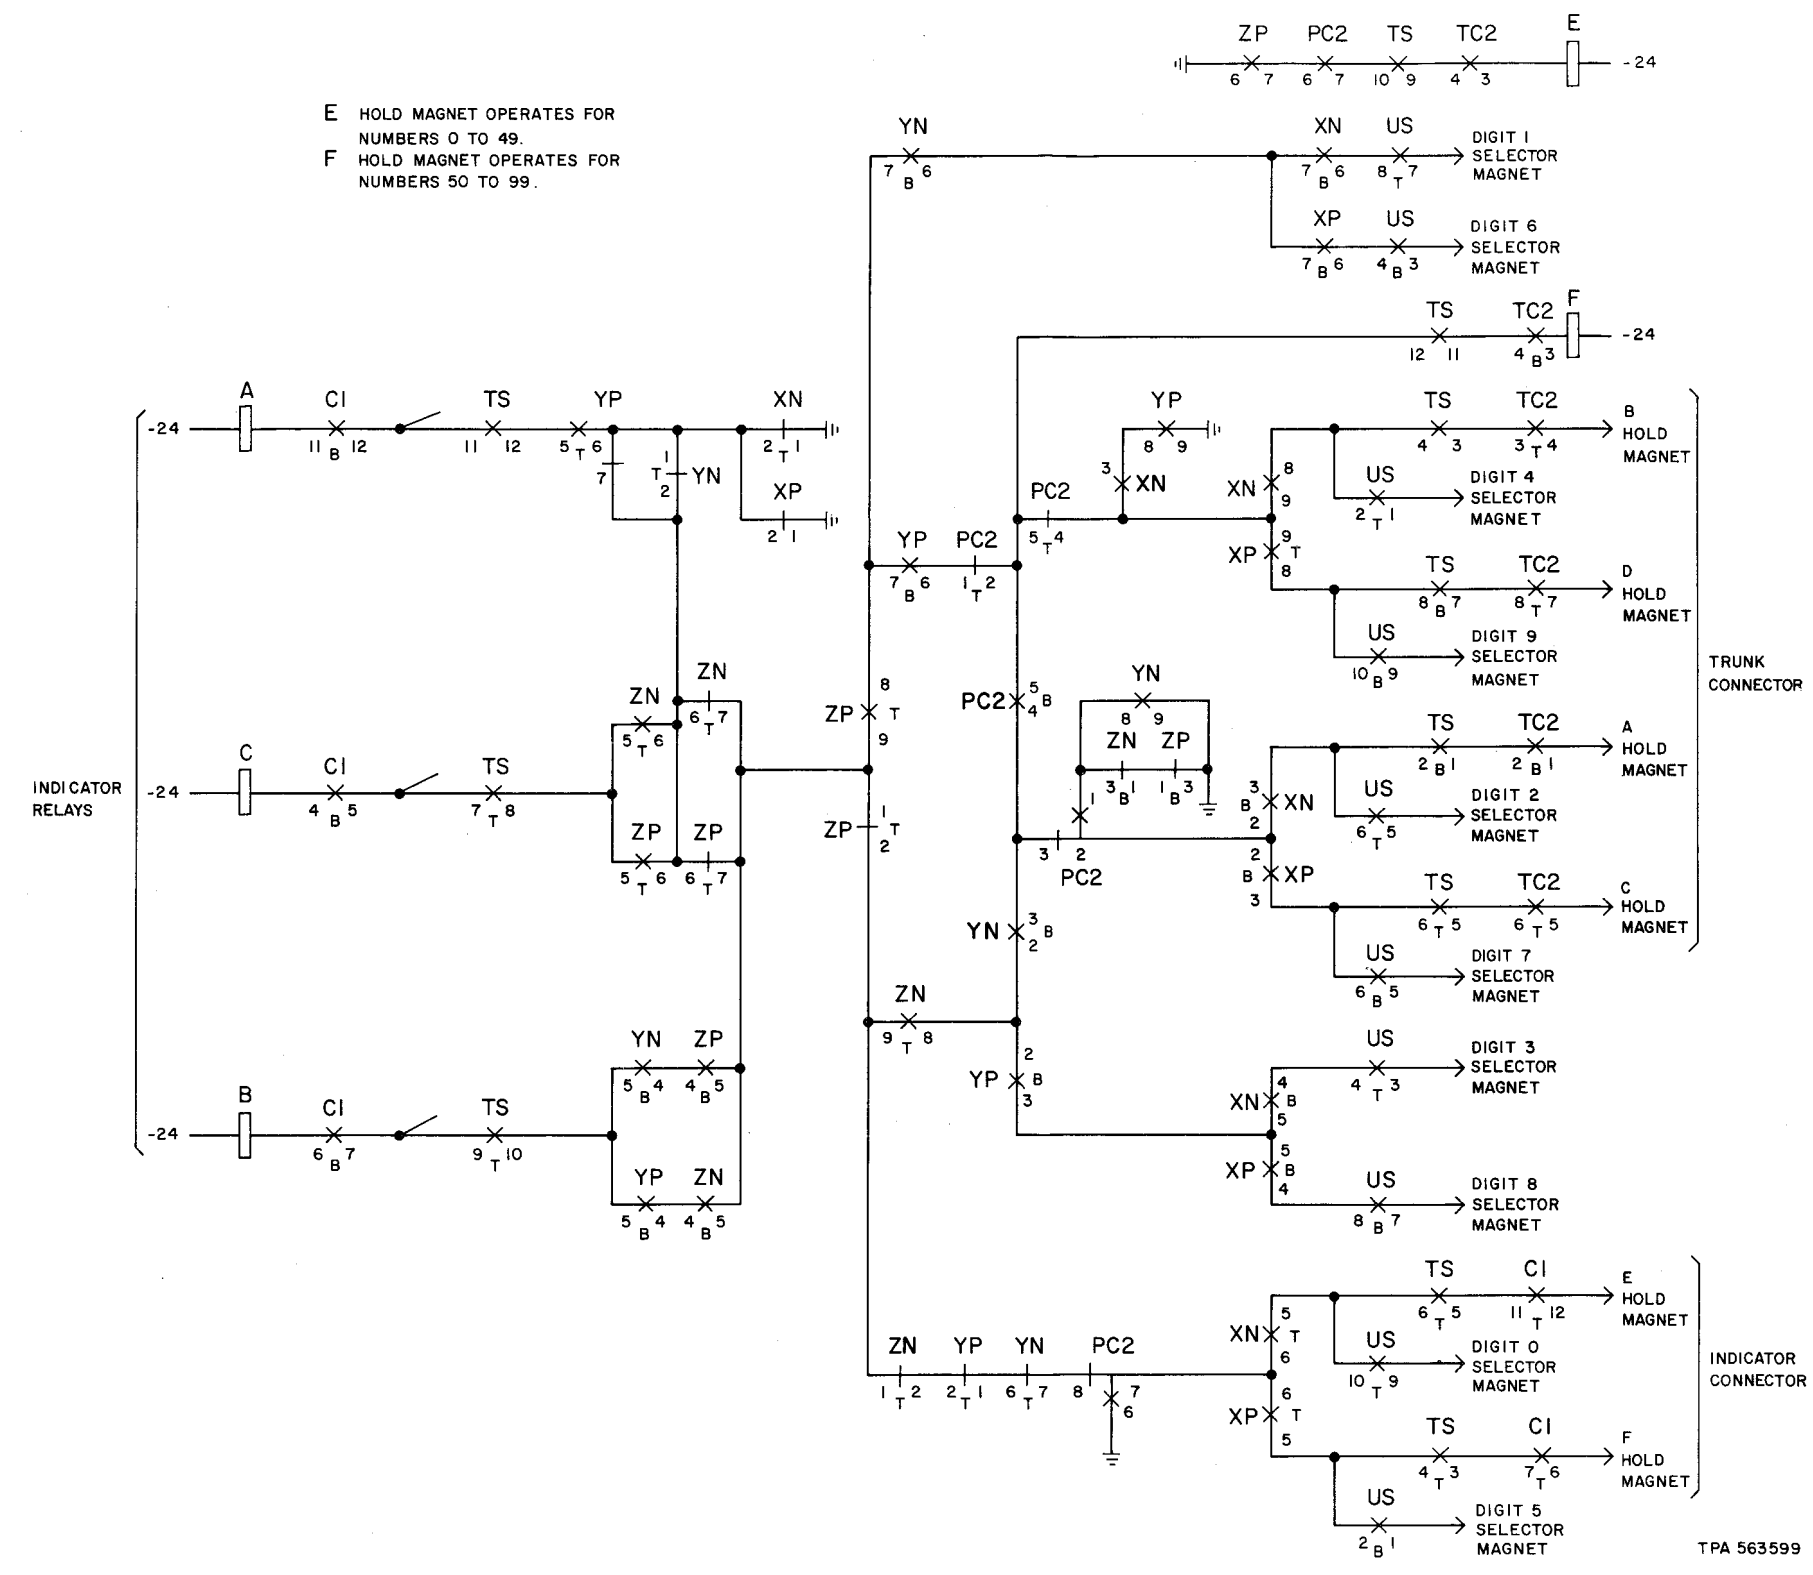 ZP PC2 TS TC2 E
6 7 6 7 10 9 4 3 -24
E HOLD MAGNET OPERATES FOR
NUMBERS 0 TO 49.
F HOLD MAGNET OPERATES FOR
NUMBERS 50 TO 99.
YN XN US DIGIT 1
SELECTOR
MAGNET
7 B 6 7 B 6 8 T 7
XP US DIGIT 6
SELECTOR
MAGNET
7 B 6 4 B 3
TS TC2 F
12 11 4 B 3 -24
A CI TS YP XN
-24 11 B 12 11 12 5 T 6 2 T 1
7 1 T 2 YN
XP
2 1
YP
8 9
3 XN
TS TC2 B
HOLD
MAGNET
4 3 3 T 4
8 XN 9
US DIGIT 4
SELECTOR
MAGNET
2 T 1
PC2
5 T 4
YP PC2
7 B 6 1 T 2
9 XP T 8
TS TC2 D
HOLD
MAGNET
8 B 7 8 T 7
US DIGIT 9
SELECTOR
MAGNET
10 B 9
TRUNK
CONNECTOR
ZN
6 T 7
ZN
5 T 6
8 ZP T 9
PC2 5 B 4
YN
8 9
ZN ZP
3 B 1 1 B 3
1
TS TC2 A
HOLD
MAGNET
2 B 1 2 B 1
US DIGIT 2
SELECTOR
MAGNET
6 T 5
3 B XN 2
INDICATOR
RELAYS
C CI TS
-24 4 B 5 7 T 8
ZP ZP
5 T 6 6 T 7
ZP 1 T 2
3 2
PC2
2 B XP 3
TS TC2 C
HOLD
MAGNET
6 T 5 6 T 5
US DIGIT 7
SELECTOR
MAGNET
6 B 5
YN 3 B 2
ZN
9 T 8
2 YP B 3
US DIGIT 3
SELECTOR
MAGNET
4 T 3
4 XN B 5
YN ZP
5 B 4 4 B 5
B CI TS
-24 6 B 7 9 T 10
YP ZN
5 B 4 4 B 5
5 XP B 4
US DIGIT 8
SELECTOR
MAGNET
8 B 7
TS CI E
HOLD
MAGNET
6 T 5 11 T 12
5 XN T 6
US DIGIT 0
SELECTOR
MAGNET
10 T 9
ZN YP YN PC2
1 T 2 2 T 1 6 T 7 8 7
6
INDICATOR
CONNECTOR
6 XP T 5
TS CI F
HOLD
MAGNET
4 T 3 7 T 6
US DIGIT 5
SELECTOR
MAGNET
2 B 1
TPA 563599